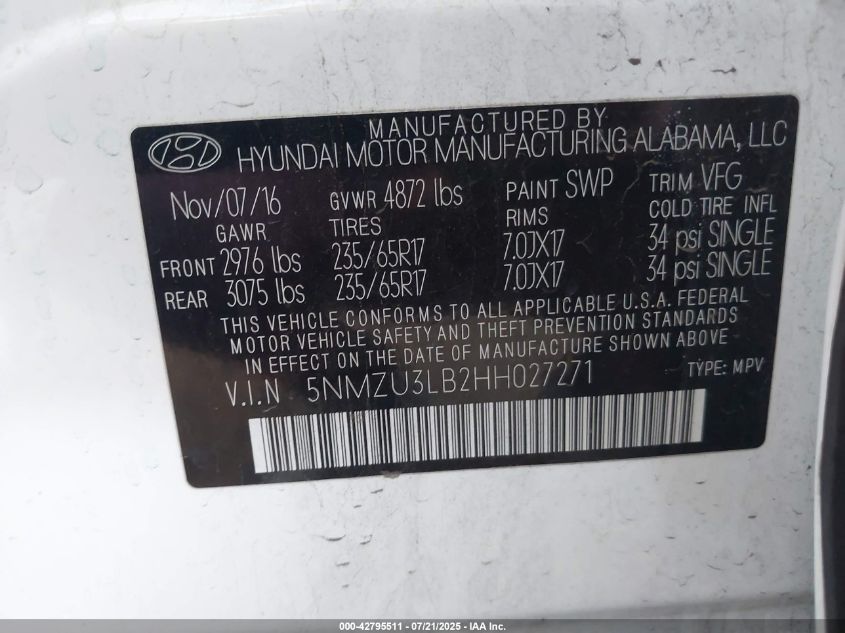 MANUFACTURED BY
HYUNDAI MOTOR MANUFACTURING ALABAMA, LLC
Nov/07/16 GVWR 4872 lbs PAINT SWP TRIM VFG
GAWR TIRES RIMS COLD TIRE INFL
FRONT 2976 lbs 235/65R17 7.0JX17 34 psi SINGLE
REAR 3075 lbs 235/65R17 7.0JX17 34 psi SINGLE
THIS VEHICLE CONFORMS TO ALL APPLICABLE U.S.A. FEDERAL
MOTOR VEHICLE SAFETY AND THEFT PREVENTION STANDARDS
IN EFFECT ON THE DATE OF MANUFACTURE SHOWN ABOVE
V.I.N 5NMZU3LB2HH027271 TYPE: MPV
000-42795511 - 07/21/2025 - IAA Inc.